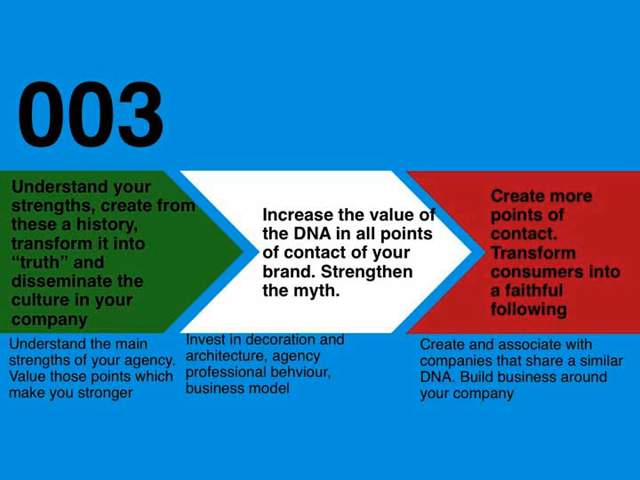 003
Understand your
strengths, create from
these a history,
transform it into
“truth” and
disseminate the
culture in your
company
Increase the value of
the DNA in all points
of contact of your
brand. Strengthen
the myth.
Create more
points of
contact.
Transform
consumers into
a faithful
following
Understand the main
strengths of your agency.
Value those points which
make you stronger
Invest in decoration and
architecture, agency
professional behviour,
business model
Create and associate with
companies that share a similar
DNA. Build business around
your company